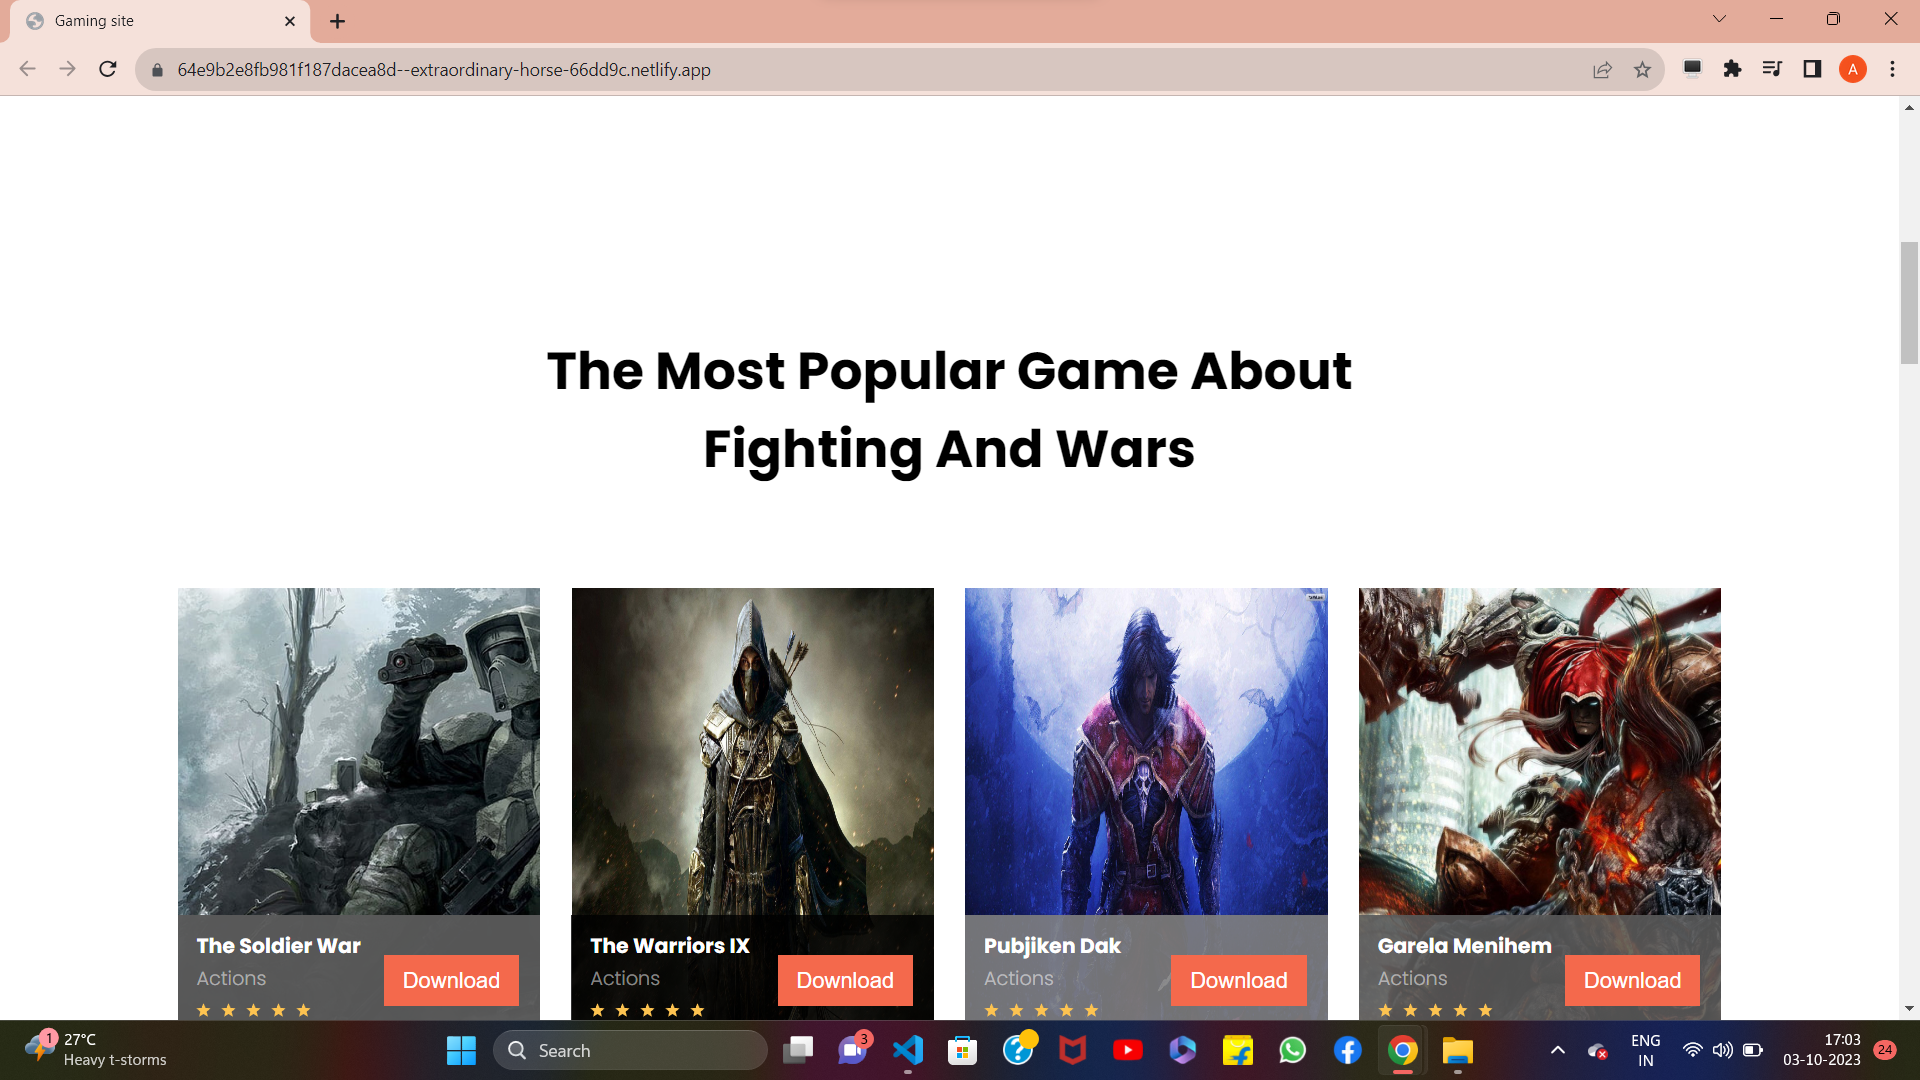 Gaming site
64e9b2e8fb981f187dacea8d--extraordinary-horse-66dd9c.netlify.app
A
The Most Popular Game About
Fighting And Wars
The Soldier War
Actions
Download
The Warriors IX
Actions
Download
Pubjiken Dak
Actions
Download
Garela Menihem
Actions
Download
1
27°C
Heavy t-storms
Search
3
ENG
IN
17:03
03-10-2023
24